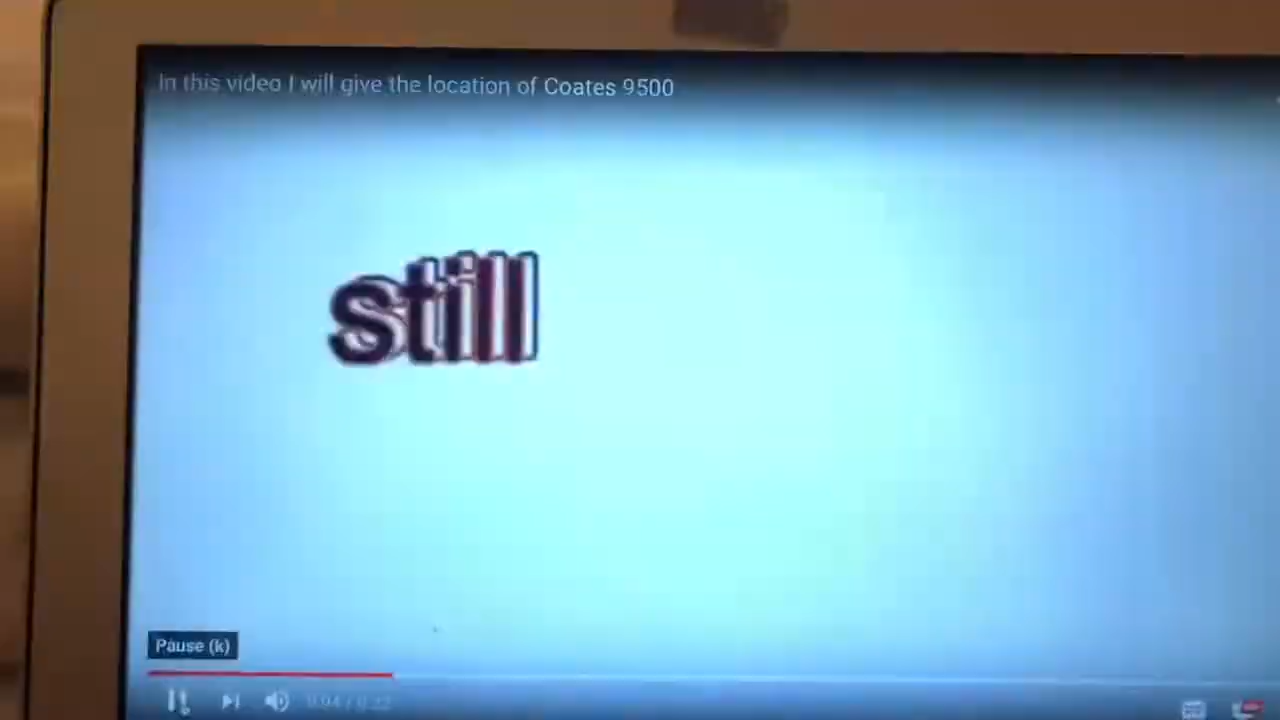 In this video I will give the location of Coates 9500
still
Pause (k)